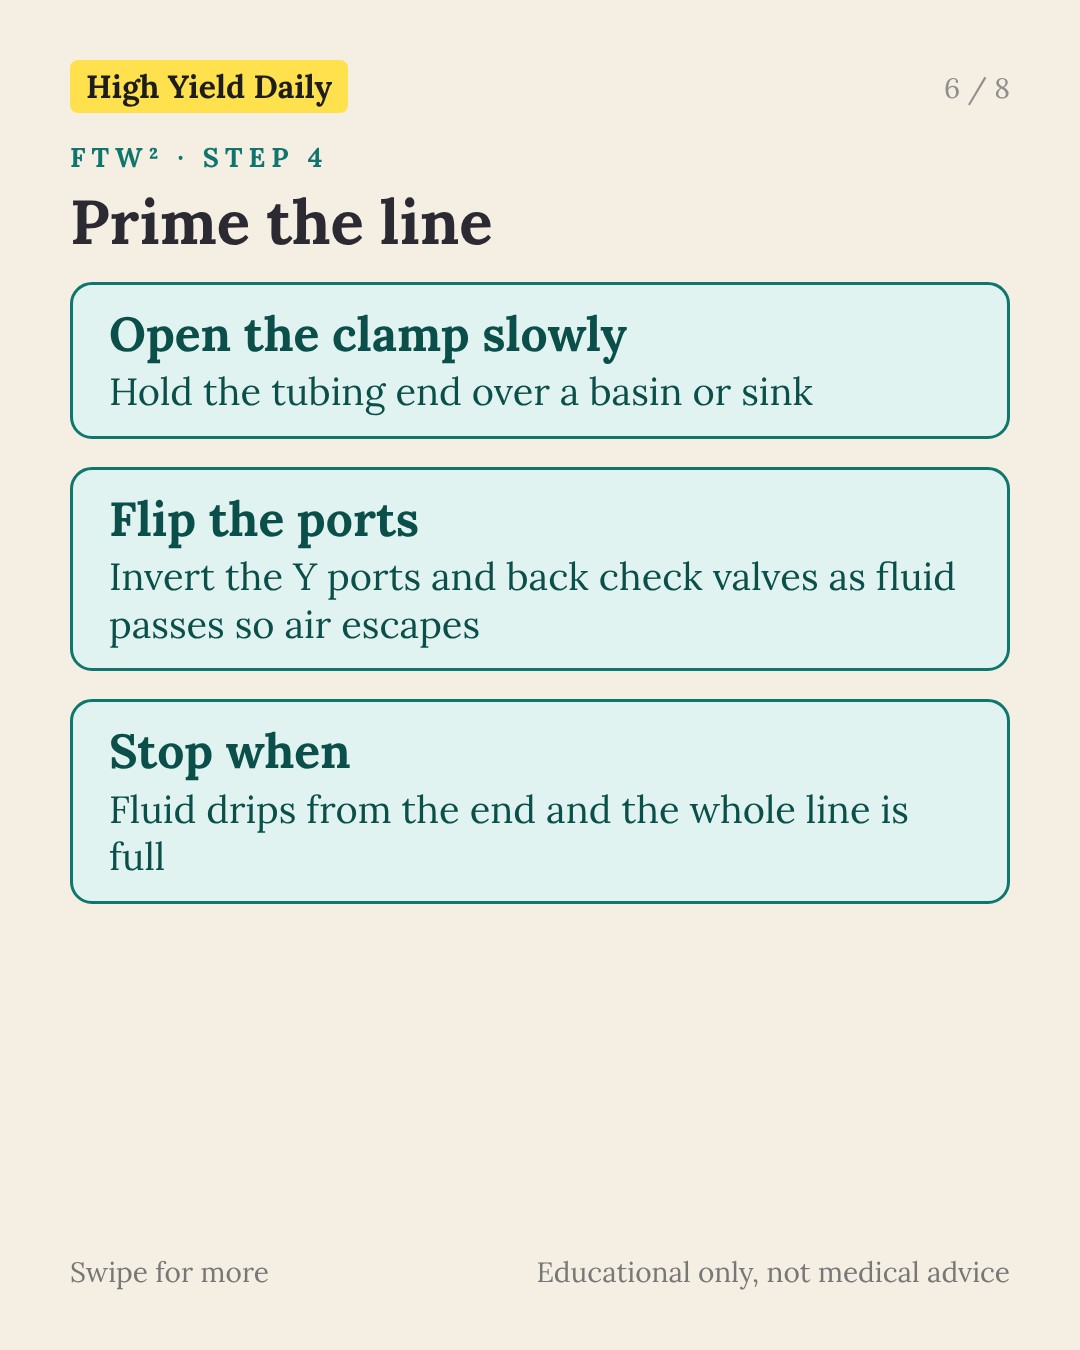 High Yield Daily
6 / 8
FTW² · STEP 4
Prime the line
Open the clamp slowly
Hold the tubing end over a basin or sink
Flip the ports
Invert the Y ports and back check valves as fluid
passes so air escapes
Stop when
Fluid drips from the end and the whole line is
full
Swipe for more
Educational only, not medical advice